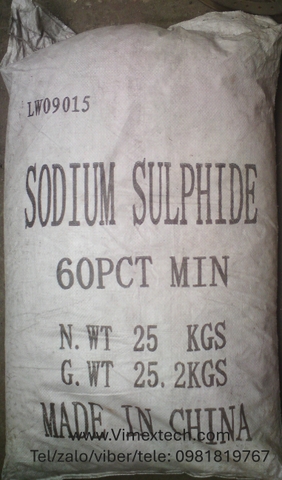 LW09015
SODIUM SULPHIDE
60PCT MIN
N.WT 25 KGS
G.WT 25.2KGS
MADE IN CHINA
www.Vimextech.com
Tel/zalo/viber/tele: 0981819767